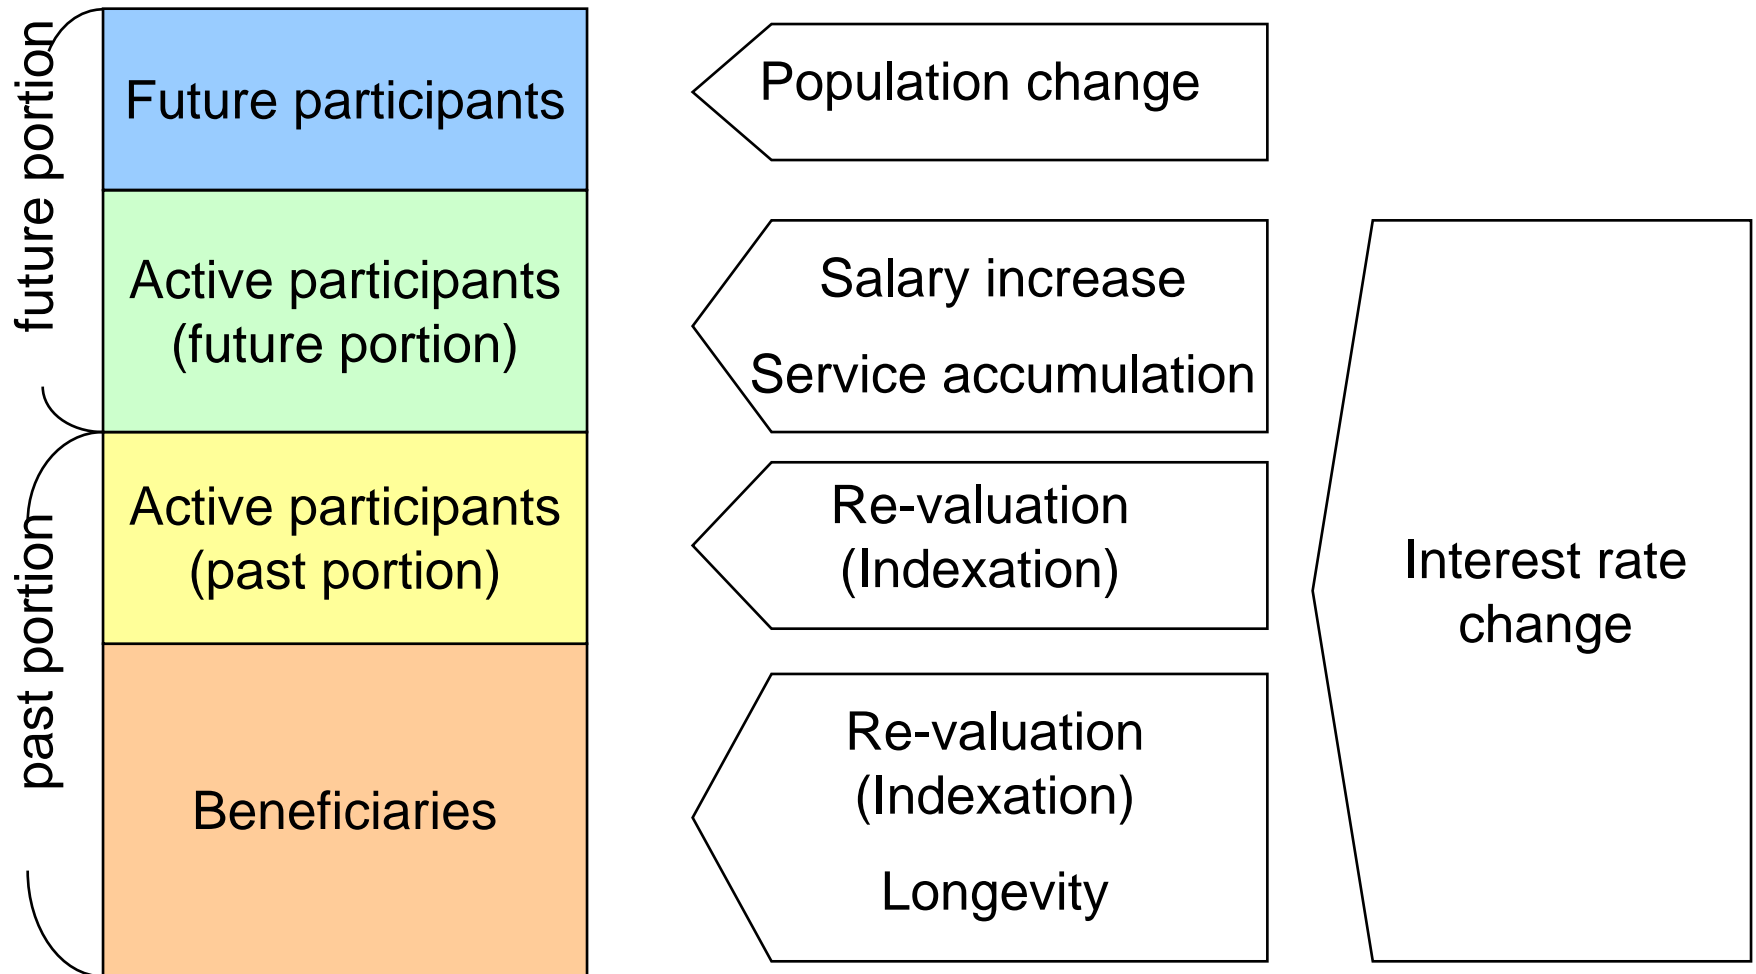 future portion
Future participants
Population change
Active participants
(future portion)
Salary increase
Service accumulation
past portion
Active participants
(past portion)
Re-valuation
(Indexation)
Interest rate
change
Beneficiaries
Re-valuation
(Indexation)
Longevity